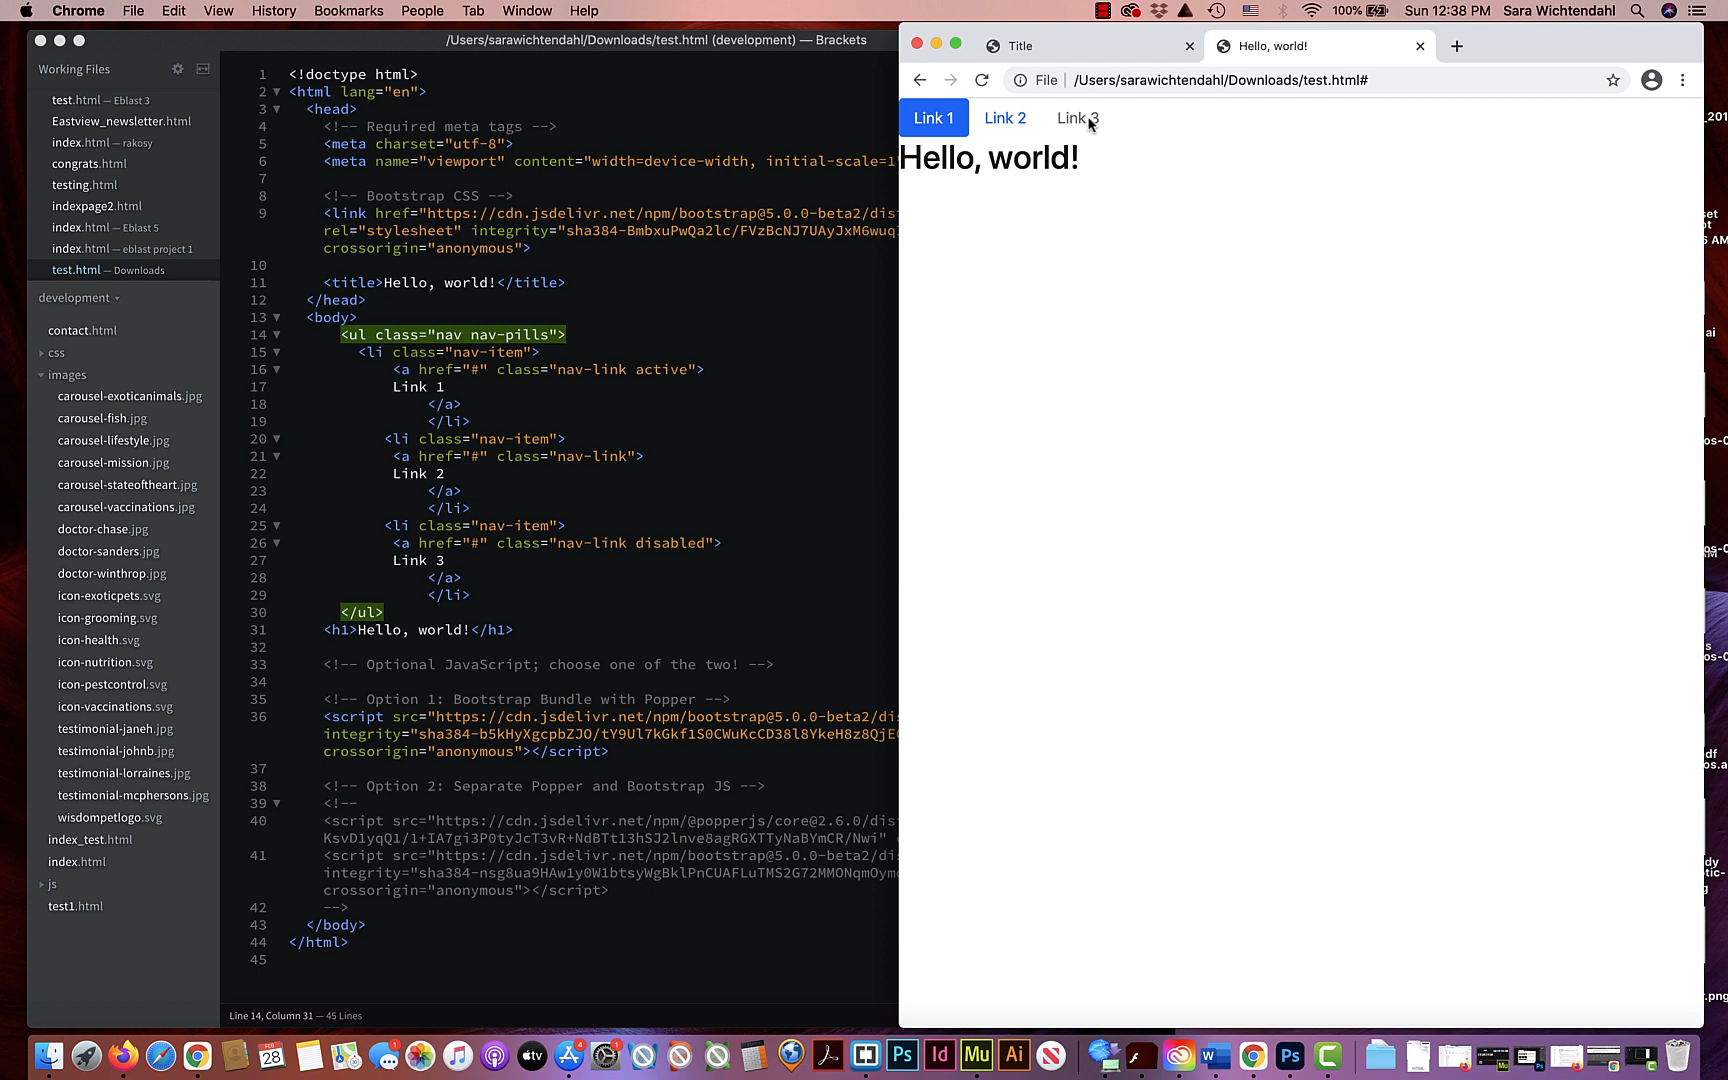 Chrome File Edit View History Bookmarks People Tab Window Help
100% Sun 12:38 PM Sara Wichtendahl
/Users/sarawichtendahl/Downloads/test.html (development) — Brackets
Working Files
test.html — Eblast 3
Eastview_newsletter.html
index.html — rakosy
congrats.html
testing.html
indexpage2.html
index.html — Eblast 5
index.html — eblast project 1
test.html — Downloads
development
contact.html
css
images
carousel-exoticanimals.jpg
carousel-fish.jpg
carousel-lifestyle.jpg
carousel-mission.jpg
carousel-stateoftheart.jpg
carousel-vaccinations.jpg
doctor-chase.jpg
doctor-sanders.jpg
doctor-winthrop.jpg
icon-exoticpets.svg
icon-grooming.svg
icon-health.svg
icon-nutrition.svg
icon-pestcontrol.svg
icon-vaccinations.svg
testimonial-janeh.jpg
testimonial-johnb.jpg
testimonial-lorraines.jpg
testimonial-mcphersons.jpg
wisdompetlogo.svg
index_test.html
index.html
js
test1.html
1 <!doctype html>
2 <html lang="en">
3 <head>
4 <!-- Required meta tags -->
5 <meta charset="utf-8">
6 <meta name="viewport" content="width=device-width, initial-scale=1
7
8 <!-- Bootstrap CSS -->
9 <link href="https://cdn.jsdelivr.net/npm/bootstrap@5.0.0-beta2/dis
rel="stylesheet" integrity="sha384-BmbxuPwQa2lc/FVzBcNJ7UAyJxM6wuq
crossorigin="anonymous">
10
11 <title>Hello, world!</title>
12 </head>
13 <body>
14 <ul class="nav nav-pills">
15 <li class="nav-item">
16 <a href="#" class="nav-link active">
17 Link 1
18 </a>
19 </li>
20 <li class="nav-item">
21 <a href="#" class="nav-link">
22 Link 2
23 </a>
24 </li>
25 <li class="nav-item">
26 <a href="#" class="nav-link disabled">
27 Link 3
28 </a>
29 </li>
30 </ul>
31 <h1>Hello, world!</h1>
32
33 <!-- Optional JavaScript; choose one of the two! -->
34
35 <!-- Option 1: Bootstrap Bundle with Popper -->
36 <script src="https://cdn.jsdelivr.net/npm/bootstrap@5.0.0-beta2/dis
integrity="sha384-b5kHyXgcpbZJO/tY9Ul7kGkf1S0CWuKcCD38l8YkeH8z8QjE
crossorigin="anonymous"></script>
37
38 <!-- Option 2: Separate Popper and Bootstrap JS -->
39 <!--
40 <script src="https://cdn.jsdelivr.net/npm/@popperjs/core@2.6.0/dis
KsvD1yqQ1/1+IA7gi3P0tyJcT3vR+NdBTt13hSJ2lnve8agRGXTTyNaBYmCR/Nwi"
41 <script src="https://cdn.jsdelivr.net/npm/bootstrap@5.0.0-beta2/dis
integrity="sha384-nsg8ua9HAw1y0W1btsyWgBklPnCUAFLuTMS2G72MMONqmOym
crossorigin="anonymous"></script>
42 -->
43 </body>
44 </html>
45
Line 14, Column 31 — 45 Lines
Title
Hello, world!
File /Users/sarawichtendahl/Downloads/test.html#
Link 1 Link 2 Link 3
Hello, world!